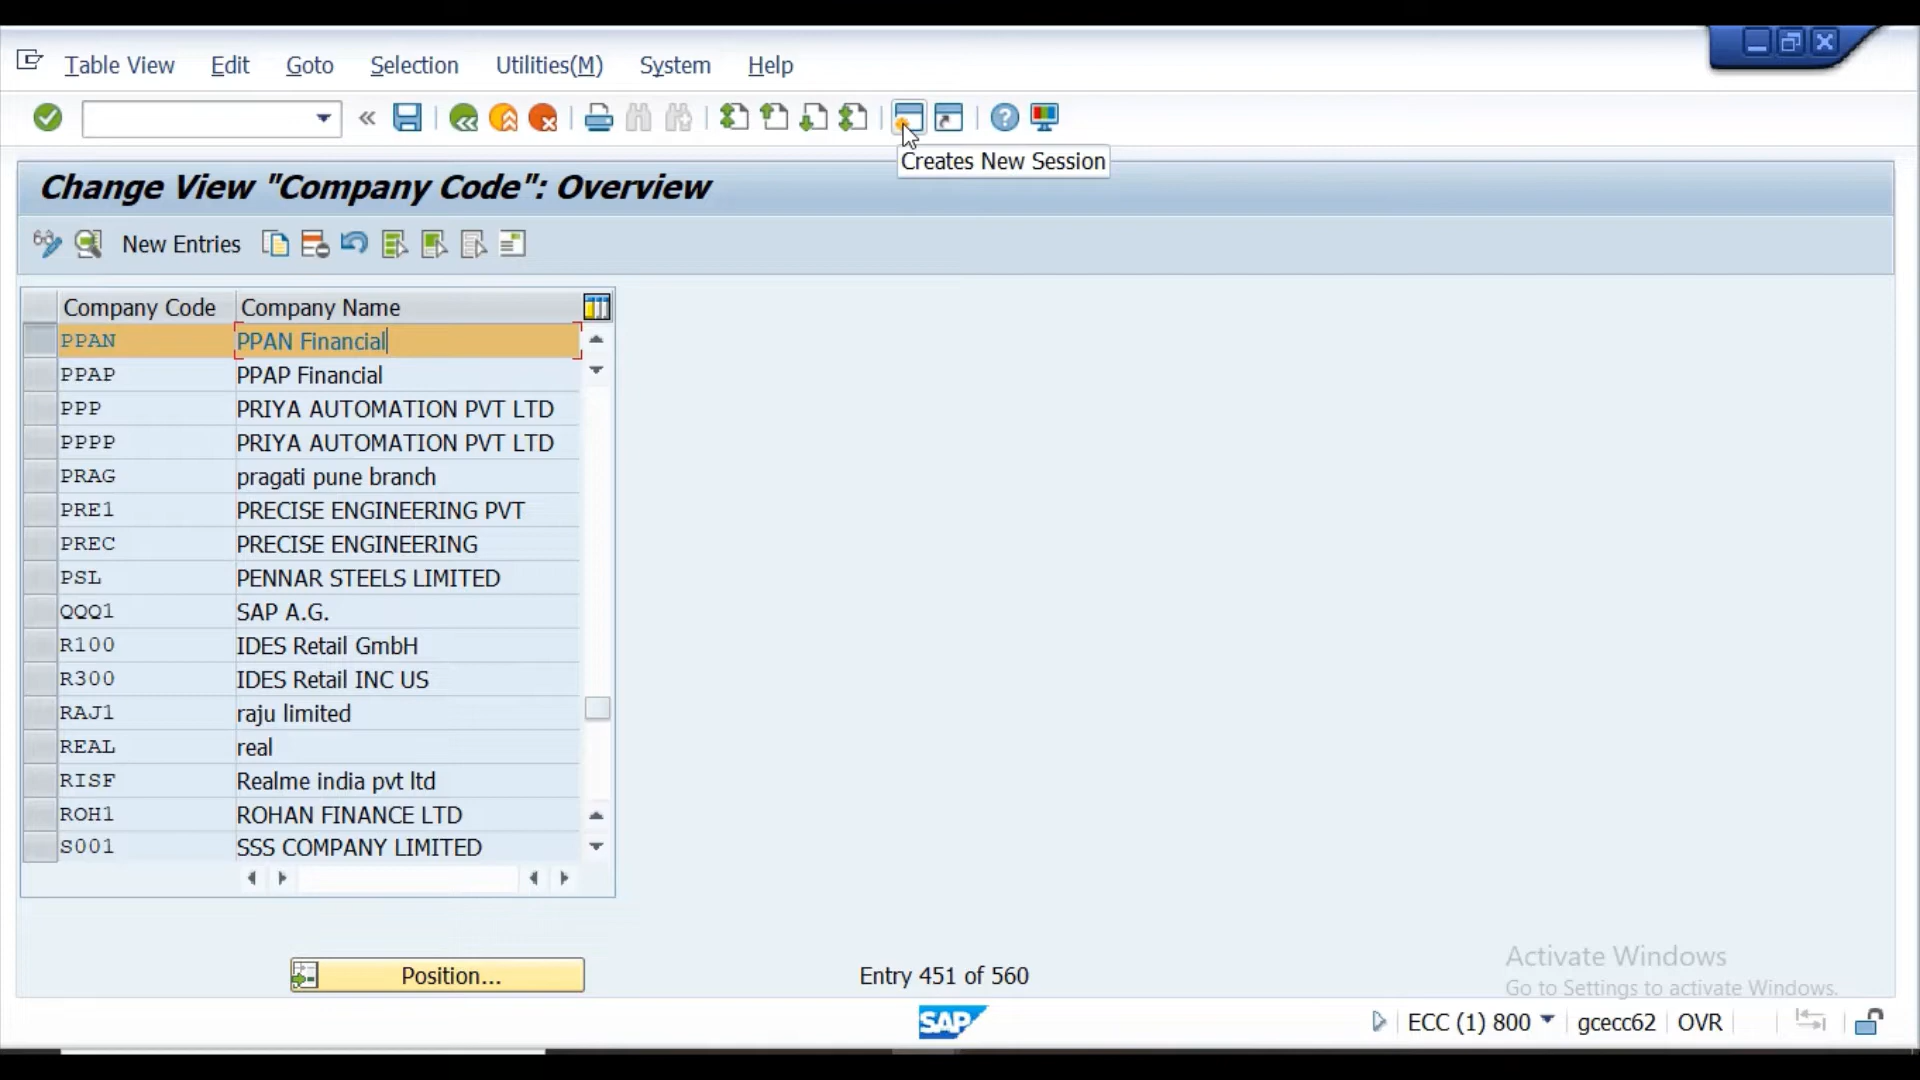 Table View Edit Goto Selection Utilities(M) System Help
Creates New Session
Change View "Company Code": Overview
New Entries
Company Code Company Name
PPAN PPAN Financial
PPAP PPAP Financial
PPP PRIYA AUTOMATION PVT LTD
PPPP PRIYA AUTOMATION PVT LTD
PRAG pragati pune branch
PRE1 PRECISE ENGINEERING PVT
PREC PRECISE ENGINEERING
PSL PENNAR STEELS LIMITED
QQQ1 SAP A.G.
R100 IDES Retail GmbH
R300 IDES Retail INC US
RAJ1 raju limited
REAL real
RISF Realme india pvt ltd
ROH1 ROHAN FINANCE LTD
S001 SSS COMPANY LIMITED
Position... Entry 451 of 560
Activate Windows
Go to Settings to activate Windows.
SAP ECC (1) 800 gcecc62 OVR